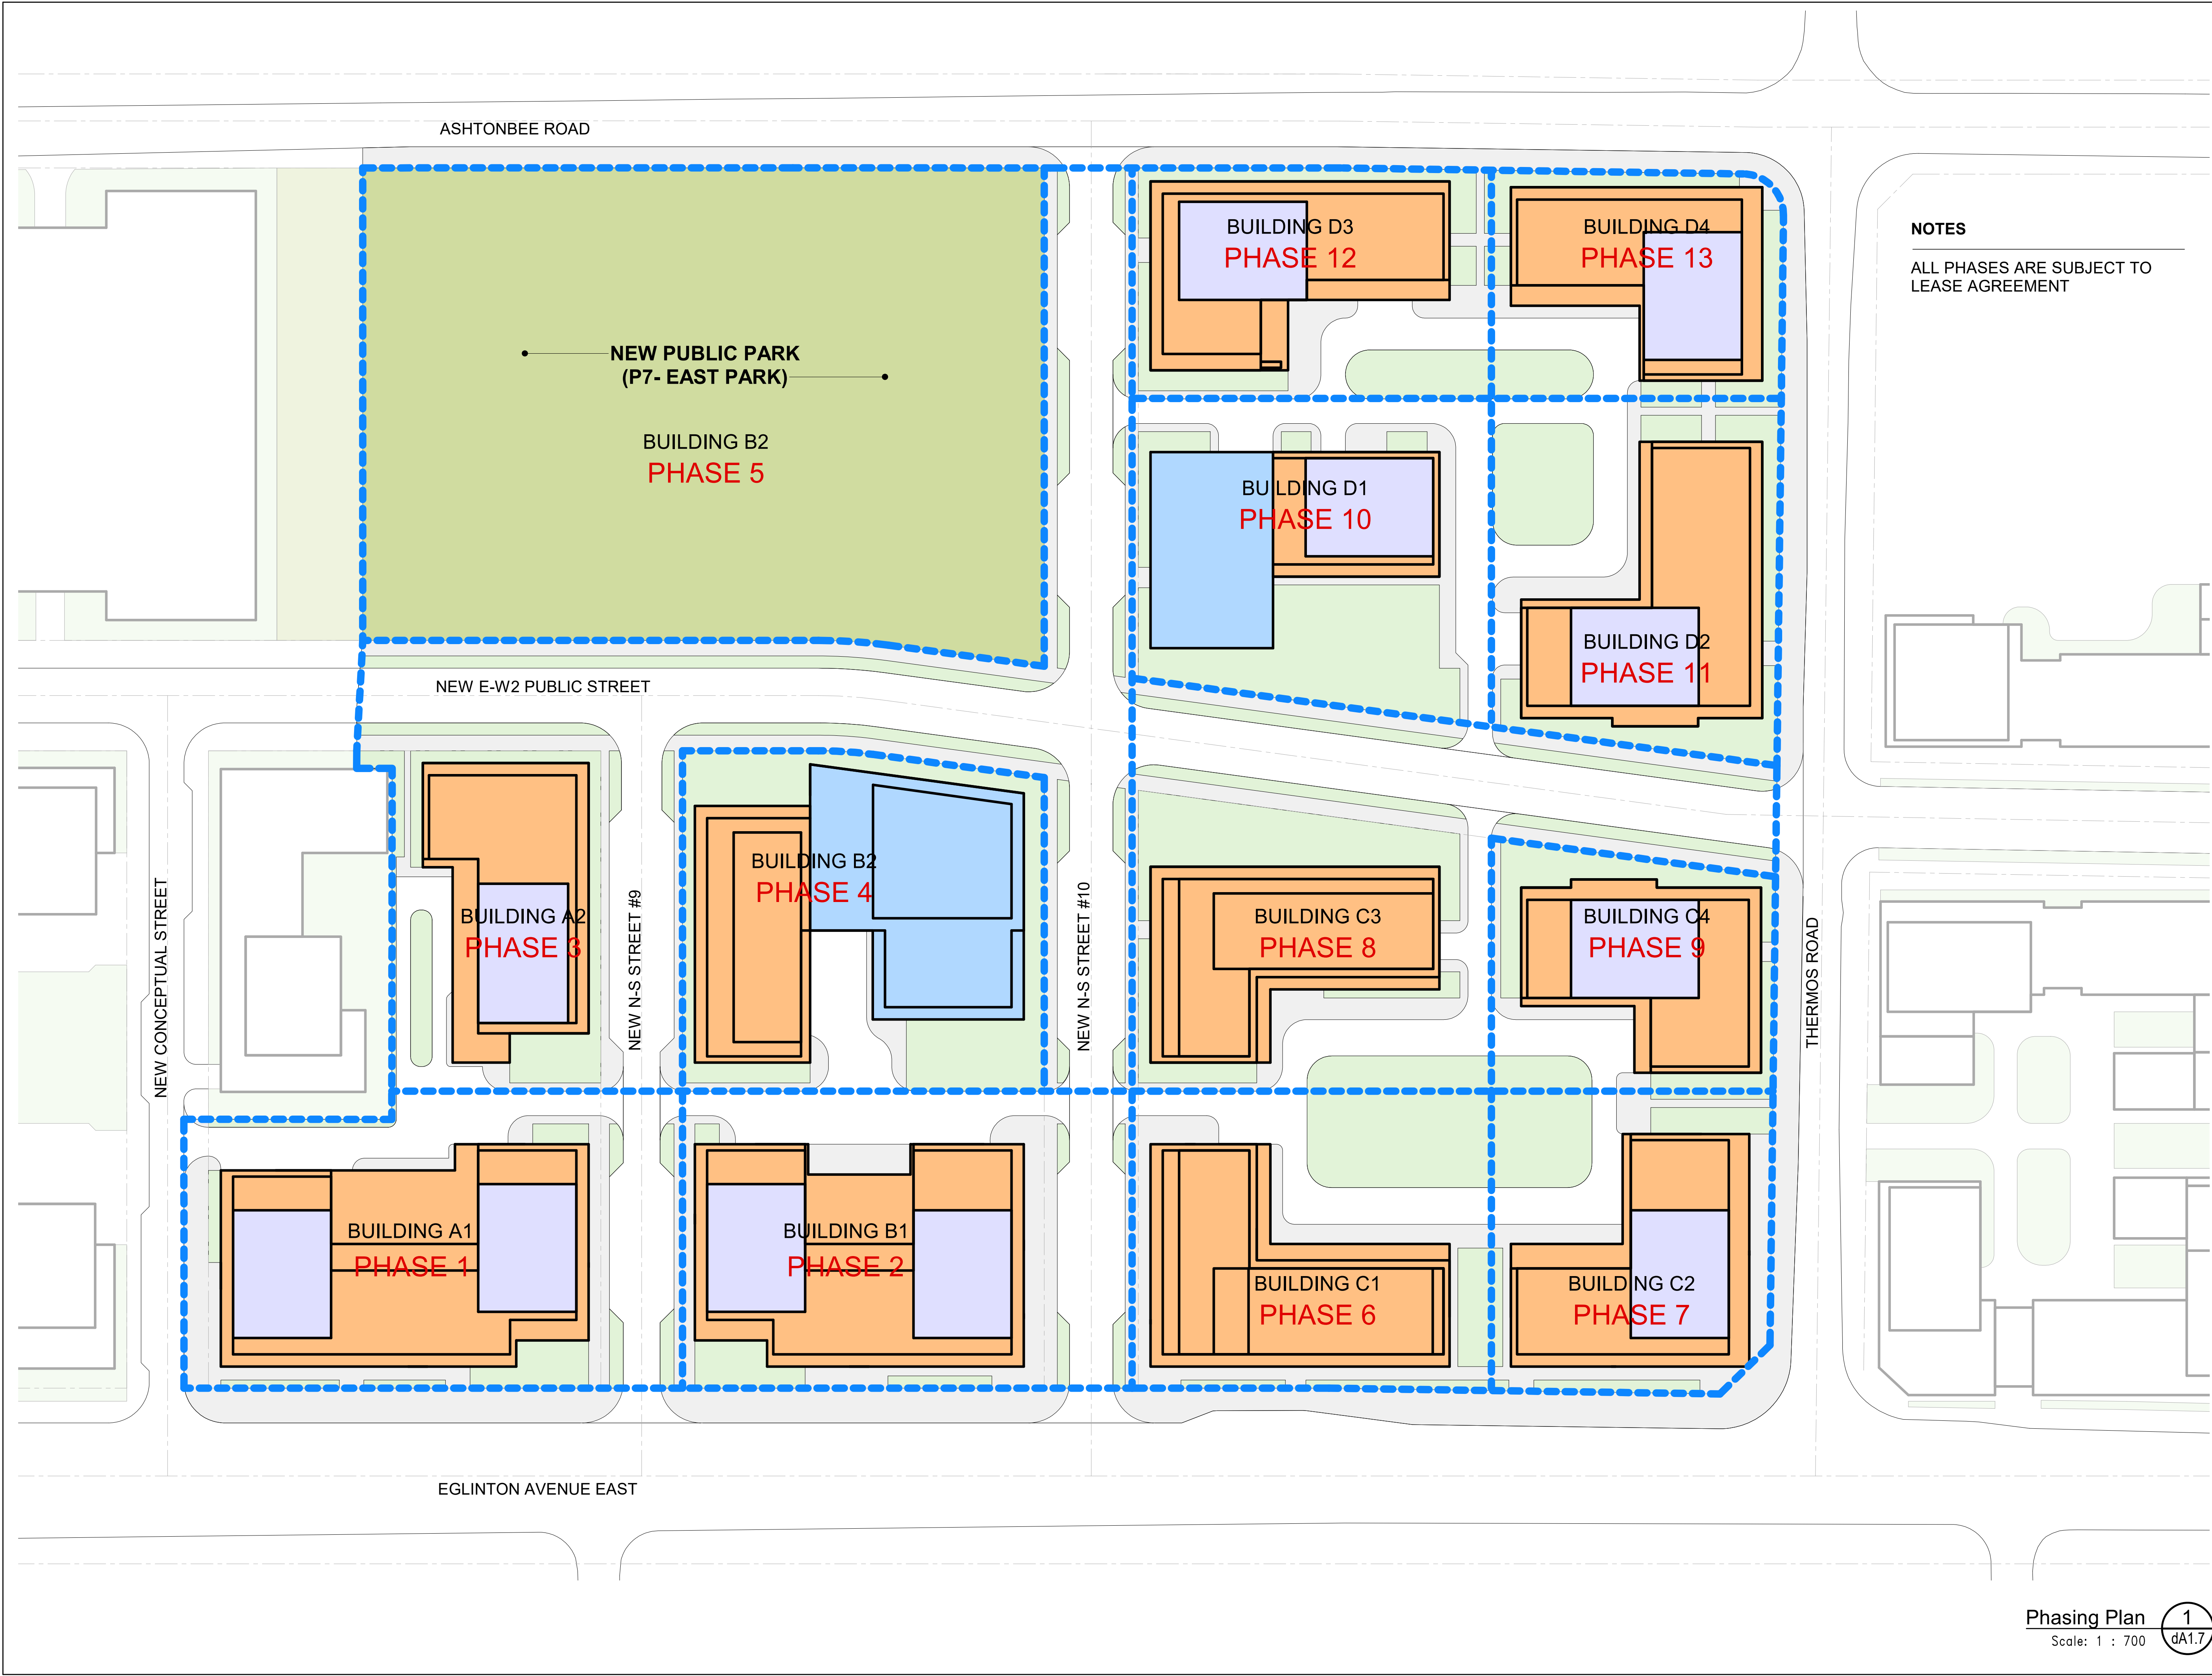 ASHTONBEE ROAD
BUILDING D3
PHASE 12
BUILDING D4
PHASE 13
NOTES
ALL PHASES ARE SUBJECT TO
LEASE AGREEMENT
NEW PUBLIC PARK
(P7- EAST PARK)
BUILDING B2
PHASE 5
BUILDING D1
PHASE 10
BUILDING D2
PHASE 11
NEW E-W2 PUBLIC STREET
BUILDING B2
PHASE 4
BUILDING A2
PHASE 3
BUILDING C3
PHASE 8
BUILDING C4
PHASE 9
NEW CONCEPTUAL STREET
NEW N-S STREET #9
NEW N-S STREET #10
THERMOS ROAD
BUILDING A1
PHASE 1
BUILDING B1
PHASE 2
BUILDING C1
PHASE 6
BUILDING C2
PHASE 7
EGLINTON AVENUE EAST
Phasing Plan
Scale: 1 : 700
1
dA1.7